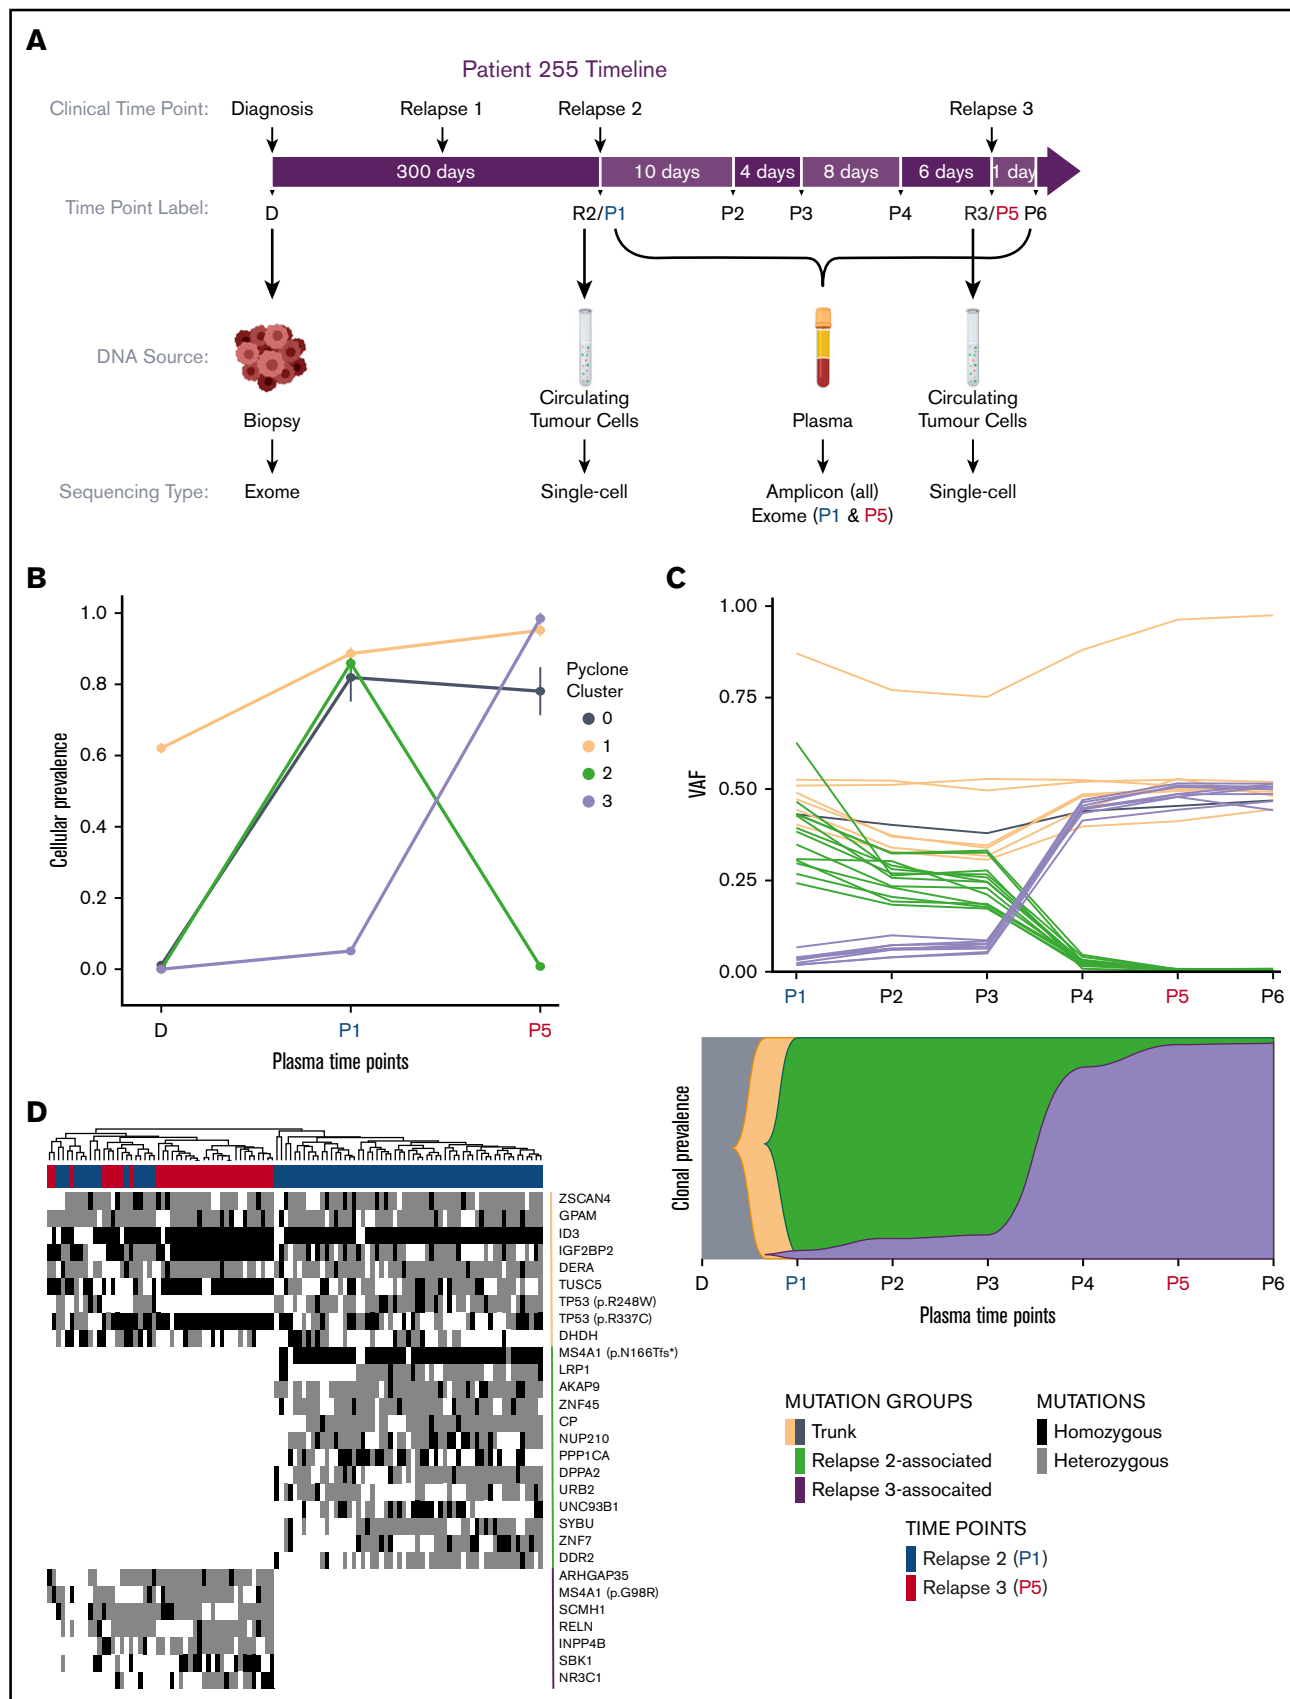 A
Patient 255 Timeline
Clinical Time Point:
Diagnosis
Relapse 1
Relapse 2
Relapse 3
300 days
10 days
4 days
8 days
6 days
1 day
Time Point Label:
D
R2/P1
P2
P3
P4
R3/P5
P6
DNA Source:
Biopsy
Circulating
Tumour Cells
Plasma
Circulating
Tumour Cells
Sequencing Type:
Exome
Single-cell
Amplicon (all)
Exome (P1 & P5)
Single-cell
B
1.0
0.8
0.6
0.4
0.2
0.0
Cellular prevalence
Pyclone
Cluster
0
1
2
3
D
P1
P5
Plasma time points
C
1.00
0.75
0.50
0.25
0.00
VAF
P1
P2
P3
P4
P5
P6
Clonal prevalence
D
P1
P2
P3
P4
P5
P6
Plasma time points
D
ZSCAN4
GPAM
ID3
IGF2BP2
DERA
TUSC5
TP53 (p.R248W)
TP53 (p.R337C)
DHDH
MS4A1 (p.N166Tfs*)
LRP1
AKAP9
ZNF45
CP
NUP210
PPP1CA
DPPA2
URB2
UNC93B1
SYBU
ZNF7
DDR2
ARHGAP35
MS4A1 (p.G98R)
SCMH1
RELN
INPP4B
SBK1
NR3C1
MUTATION GROUPS
Trunk
Relapse 2-associated
Relapse 3-assocaited
MUTATIONS
Homozygous
Heterozygous
TIME POINTS
Relapse 2 (P1)
Relapse 3 (P5)